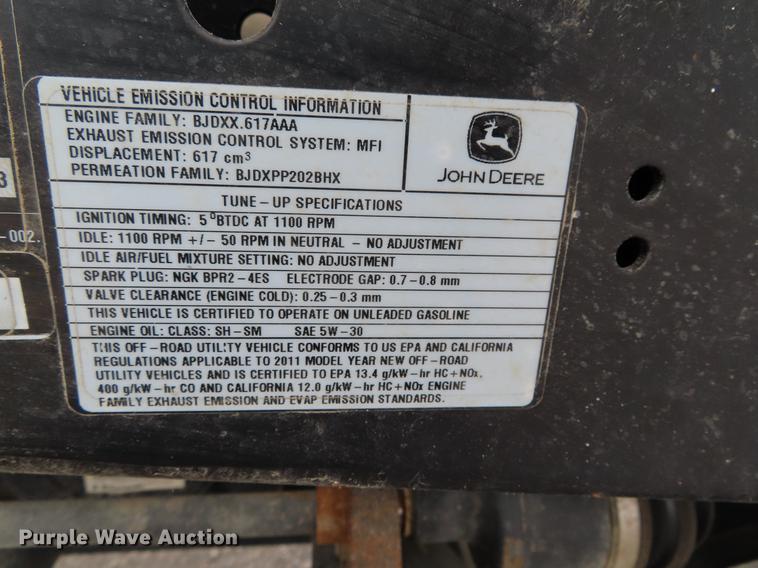 VEHICLE EMISSION CONTROL INFORMATION
ENGINE FAMILY: BJDXX.617AAA
EXHAUST EMISSION CONTROL SYSTEM: MFI
DISPLACEMENT: 617 cm³
PERMEATION FAMILY: BJDXPP202BHX
JOHN DEERE
TUNE-UP SPECIFICATIONS
IGNITION TIMING: 5°BTDC AT 1100 RPM
IDLE: 1100 RPM +/- 50 RPM IN NEUTRAL - NO ADJUSTMENT
IDLE AIR/FUEL MIXTURE SETTING: NO ADJUSTMENT
SPARK PLUG: NGK BPR2-4ES ELECTRODE GAP: 0.7-0.8 mm
VALVE CLEARANCE (ENGINE COLD): 0.25-0.3 mm
THIS VEHICLE IS CERTIFIED TO OPERATE ON UNLEADED GASOLINE
ENGINE OIL: CLASS: SH-SM SAE 5W-30
THIS OFF-ROAD UTILITY VEHICLE CONFORMS TO US EPA AND CALIFORNIA
REGULATIONS APPLICABLE TO 2011 MODEL YEAR NEW OFF-ROAD
UTILITY VEHICLES AND IS CERTIFIED TO EPA 13.4 g/kW-hr HC+NOx,
400 g/kW-hr CO AND CALIFORNIA 12.0 g/kW-hr HC+NOx ENGINE
FAMILY EXHAUST EMISSION AND EVAP EMISSION STANDARDS.
3
-002.
Purple Wave Auction